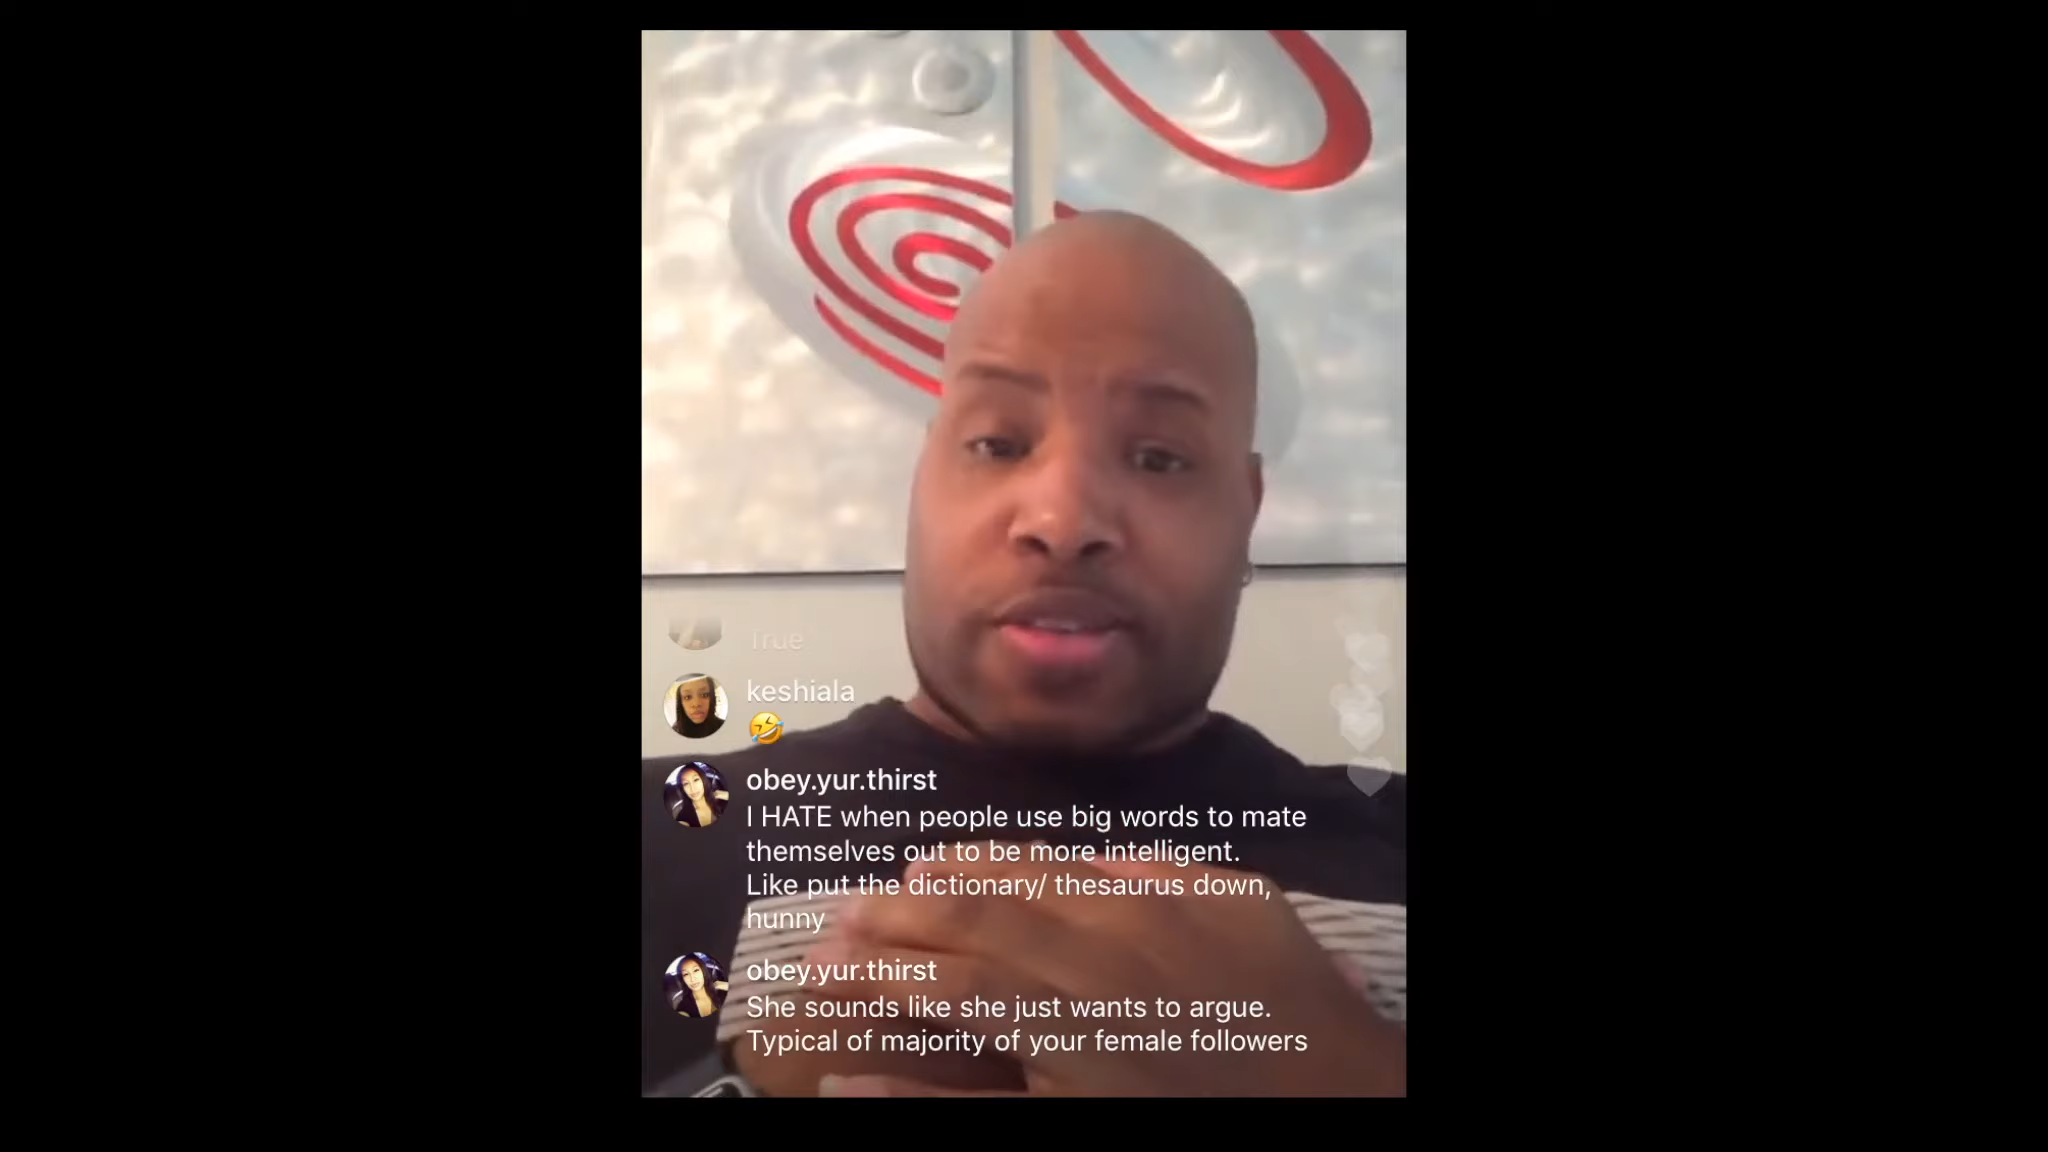 True
keshiala
🤣
obey.yur.thirst
I HATE when people use big words to mate
themselves out to be more intelligent.
Like put the dictionary/ thesaurus down,
hunny
obey.yur.thirst
She sounds like she just wants to argue.
Typical of majority of your female followers